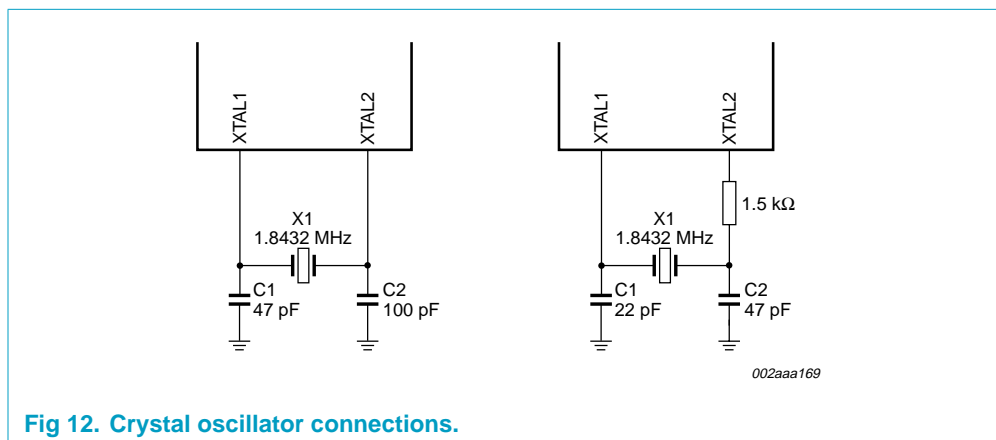 XTAL1
XTAL2
X1
1.8432 MHz
C1
47 pF
C2
100 pF
XTAL1
XTAL2
1.5 kΩ
X1
1.8432 MHz
C1
22 pF
C2
47 pF
002aaa169
Fig 12. Crystal oscillator connections.